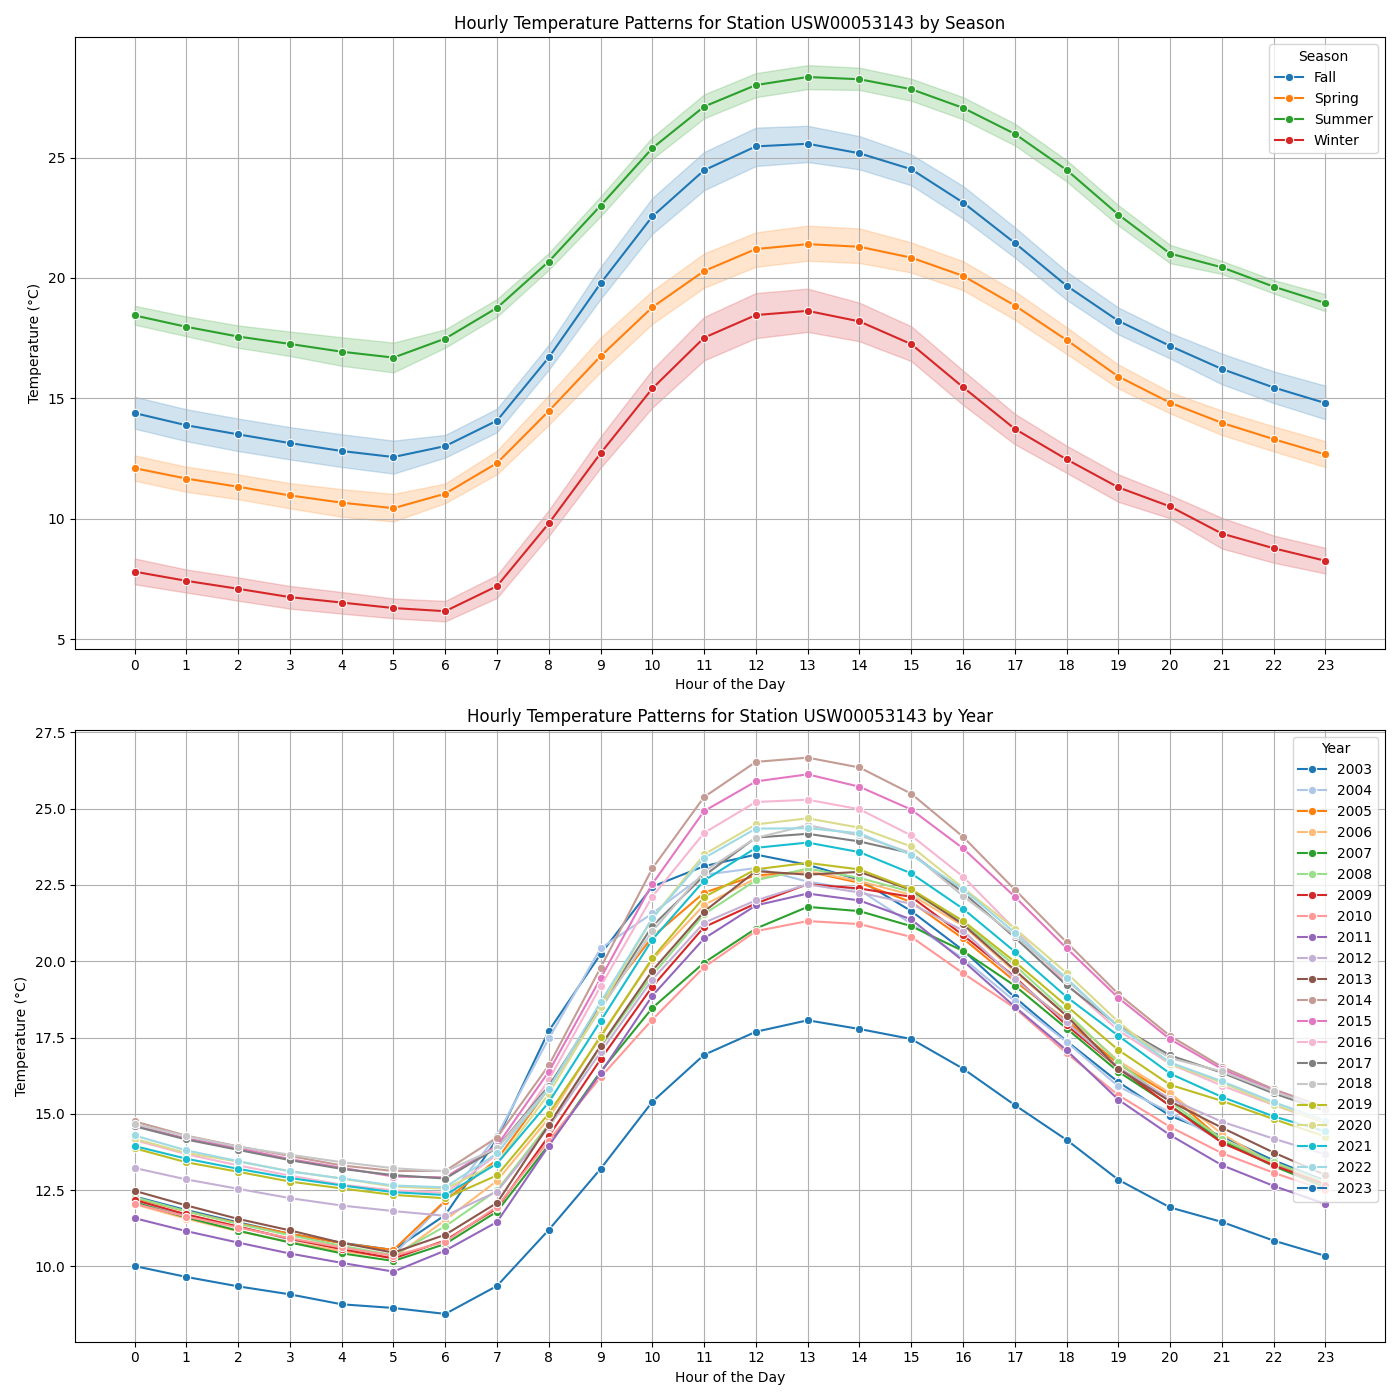 Hourly Temperature Patterns for Station USW00053143 by Season
Temperature (°C)
25
20
15
10
5
Season
Fall
Spring
Summer
Winter
0 1 2 3 4 5 6 7 8 9 10 11 12 13 14 15 16 17 18 19 20 21 22 23
Hour of the Day
Hourly Temperature Patterns for Station USW00053143 by Year
Temperature (°C)
27.5
25.0
22.5
20.0
17.5
15.0
12.5
10.0
Year
2003
2004
2005
2006
2007
2008
2009
2010
2011
2012
2013
2014
2015
2016
2017
2018
2019
2020
2021
2022
2023
0 1 2 3 4 5 6 7 8 9 10 11 12 13 14 15 16 17 18 19 20 21 22 23
Hour of the Day